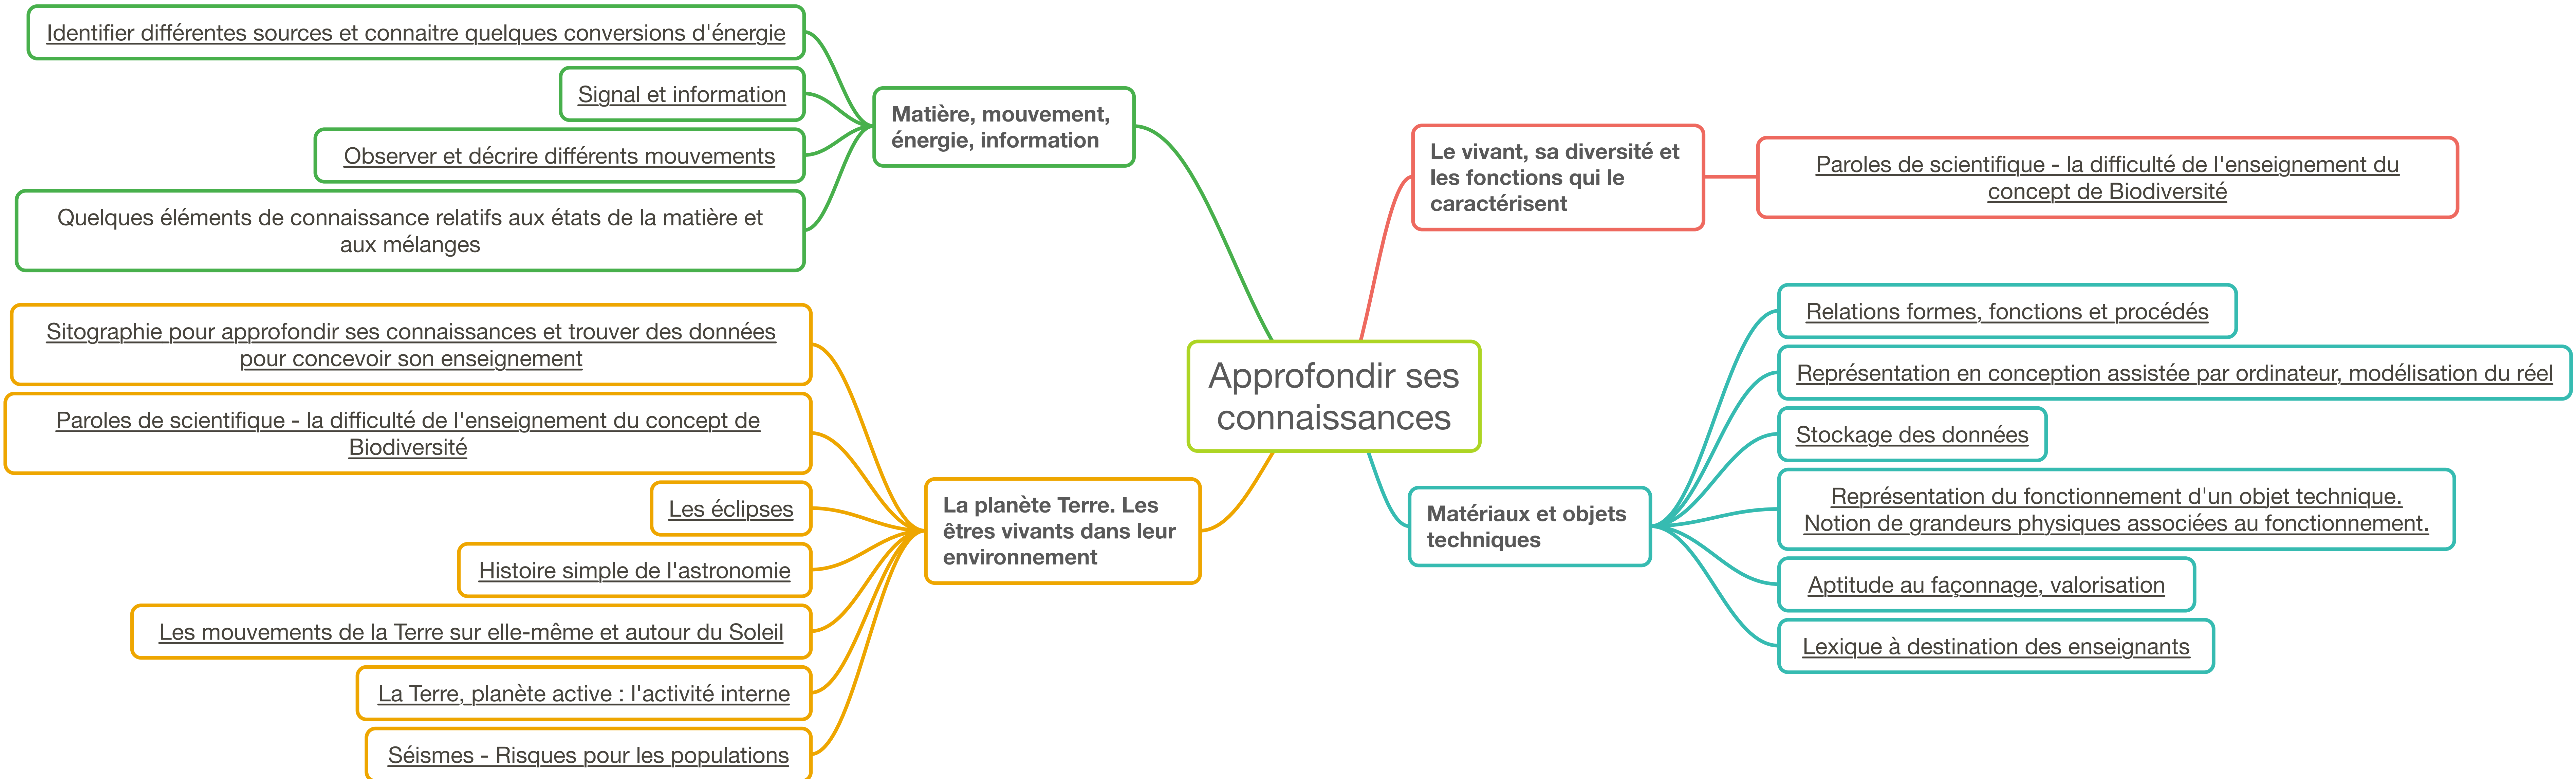 Identifier différentes sources et connaitre quelques conversions d'énergie
Signal et information
Observer et décrire différents mouvements
Quelques éléments de connaissance relatifs aux états de la matière et
aux mélanges
Matière, mouvement,
énergie, information
Sitographie pour approfondir ses connaissances et trouver des données
pour concevoir son enseignement
Paroles de scientifique - la difficulté de l'enseignement du concept de
Biodiversité
Les éclipses
Histoire simple de l'astronomie
Les mouvements de la Terre sur elle-même et autour du Soleil
La Terre, planète active : l'activité interne
Séismes - Risques pour les populations
La planète Terre. Les
êtres vivants dans leur
environnement
Approfondir ses
connaissances
Le vivant, sa diversité et
les fonctions qui le
caractérisent
Paroles de scientifique - la difficulté de l'enseignement du
concept de Biodiversité
Matériaux et objets
techniques
Relations formes, fonctions et procédés
Représentation en conception assistée par ordinateur, modélisation du réel
Stockage des données
Représentation du fonctionnement d'un objet technique.
Notion de grandeurs physiques associées au fonctionnement.
Aptitude au façonnage, valorisation
Lexique à destination des enseignants